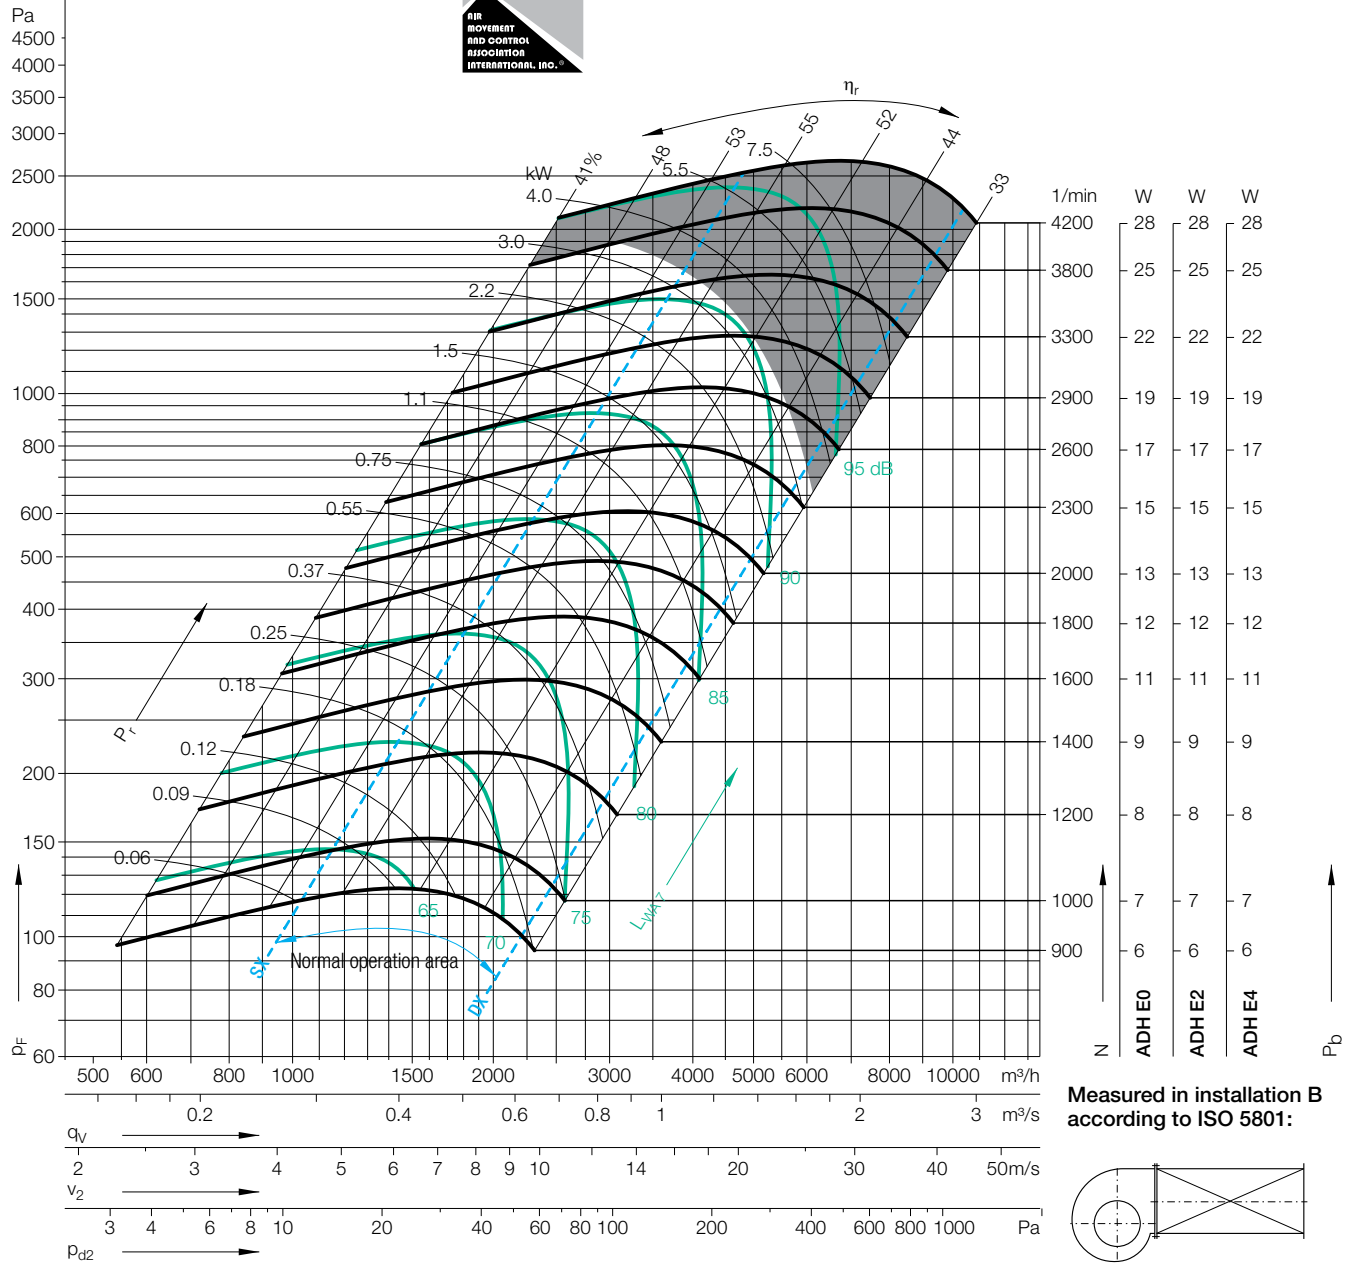 Pa
4500
4000
3500
3000
2500
2000
1500
1000
800
600
500
400
300
200
150
100
80
60
p_F
AIR
MOVEMENT
AND CONTROL
ASSOCIATION
INTERNATIONAL, INC.®
η_r
41%
48
53
55
52
44
33
kW
7.5
5.5
4.0
3.0
2.2
1.5
1.1
0.75
0.55
0.37
0.25
0.18
0.12
0.09
0.06
P_r
95 dB
90
85
80
75
70
65
L_WA7
SX
Normal operation area
DX
1/min W W W
4200 28 28 28
3800 25 25 25
3300 22 22 22
2900 19 19 19
2600 17 17 17
2300 15 15 15
2000 13 13 13
1800 12 12 12
1600 11 11 11
1400 9 9 9
1200 8 8 8
1000 7 7 7
900 6 6 6
N
ADH E0
ADH E2
ADH E4
P_b
500 600 800 1000 1500 2000 3000 4000 5000 6000 8000 10000 m³/h
0.2 0.4 0.6 0.8 1 2 3 m³/s
q_V
2 3 4 5 6 7 8 9 10 14 20 30 40 50m/s
v_2
3 4 6 8 10 20 40 60 80 100 200 400 600 800 1000 Pa
p_d2
Measured in installation B
according to ISO 5801: